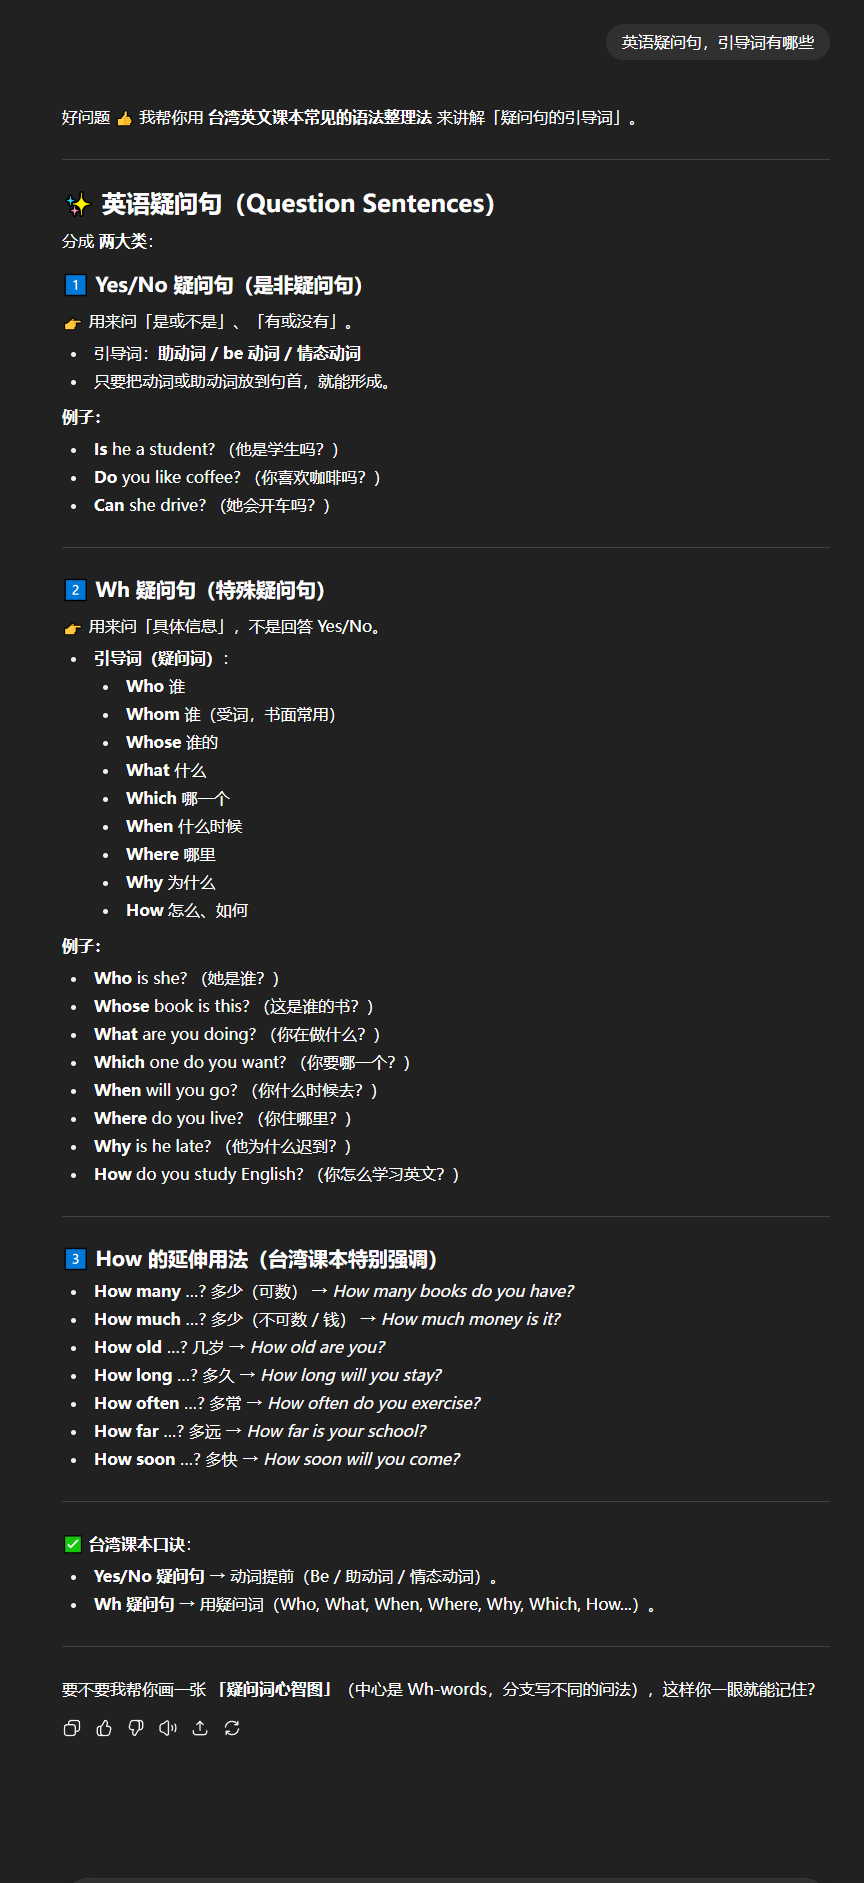 英语疑问句，引导词有哪些
好问题 👍 我帮你用 台湾英文课本常见的语法整理法 来讲解「疑问句的引导词」。
✨ 英语疑问句（Question Sentences）
分成 两大类：
1️⃣ Yes/No 疑问句（是非疑问句）
👉 用来问「是或不是」、「有或没有」。
• 引导词：助动词 / be 动词 / 情态动词
• 只要把动词或助动词放到句首，就能形成。
例子：
• Is he a student? （他是学生吗？）
• Do you like coffee? （你喜欢咖啡吗？）
• Can she drive? （她会开车吗？）
2️⃣ Wh 疑问句（特殊疑问句）
👉 用来问「具体信息」，不是回答 Yes/No。
• 引导词（疑问词）：
• Who 谁
• Whom 谁（受词，书面常用）
• Whose 谁的
• What 什么
• Which 哪一个
• When 什么时候
• Where 哪里
• Why 为什么
• How 怎么、如何
例子：
• Who is she? （她是谁？）
• Whose book is this? （这是谁的书？）
• What are you doing? （你在做什么？）
• Which one do you want? （你要哪一个？）
• When will you go? （你什么时候去？）
• Where do you live? （你住哪里？）
• Why is he late? （他为什么迟到？）
• How do you study English? （你怎么学习英文？）
3️⃣ How 的延伸用法（台湾课本特别强调）
• How many ...? 多少（可数） → How many books do you have?
• How much ...? 多少（不可数 / 钱） → How much money is it?
• How old ...? 几岁 → How old are you?
• How long ...? 多久 → How long will you stay?
• How often ...? 多常 → How often do you exercise?
• How far ...? 多远 → How far is your school?
• How soon ...? 多快 → How soon will you come?
✅ 台湾课本口诀：
• Yes/No 疑问句 → 动词提前（Be / 助动词 / 情态动词）。
• Wh 疑问句 → 用疑问词（Who, What, When, Where, Why, Which, How...）。
要不要我帮你画一张 「疑问词心智图」（中心是 Wh-words，分支写不同的问法），这样你一眼就能记住？